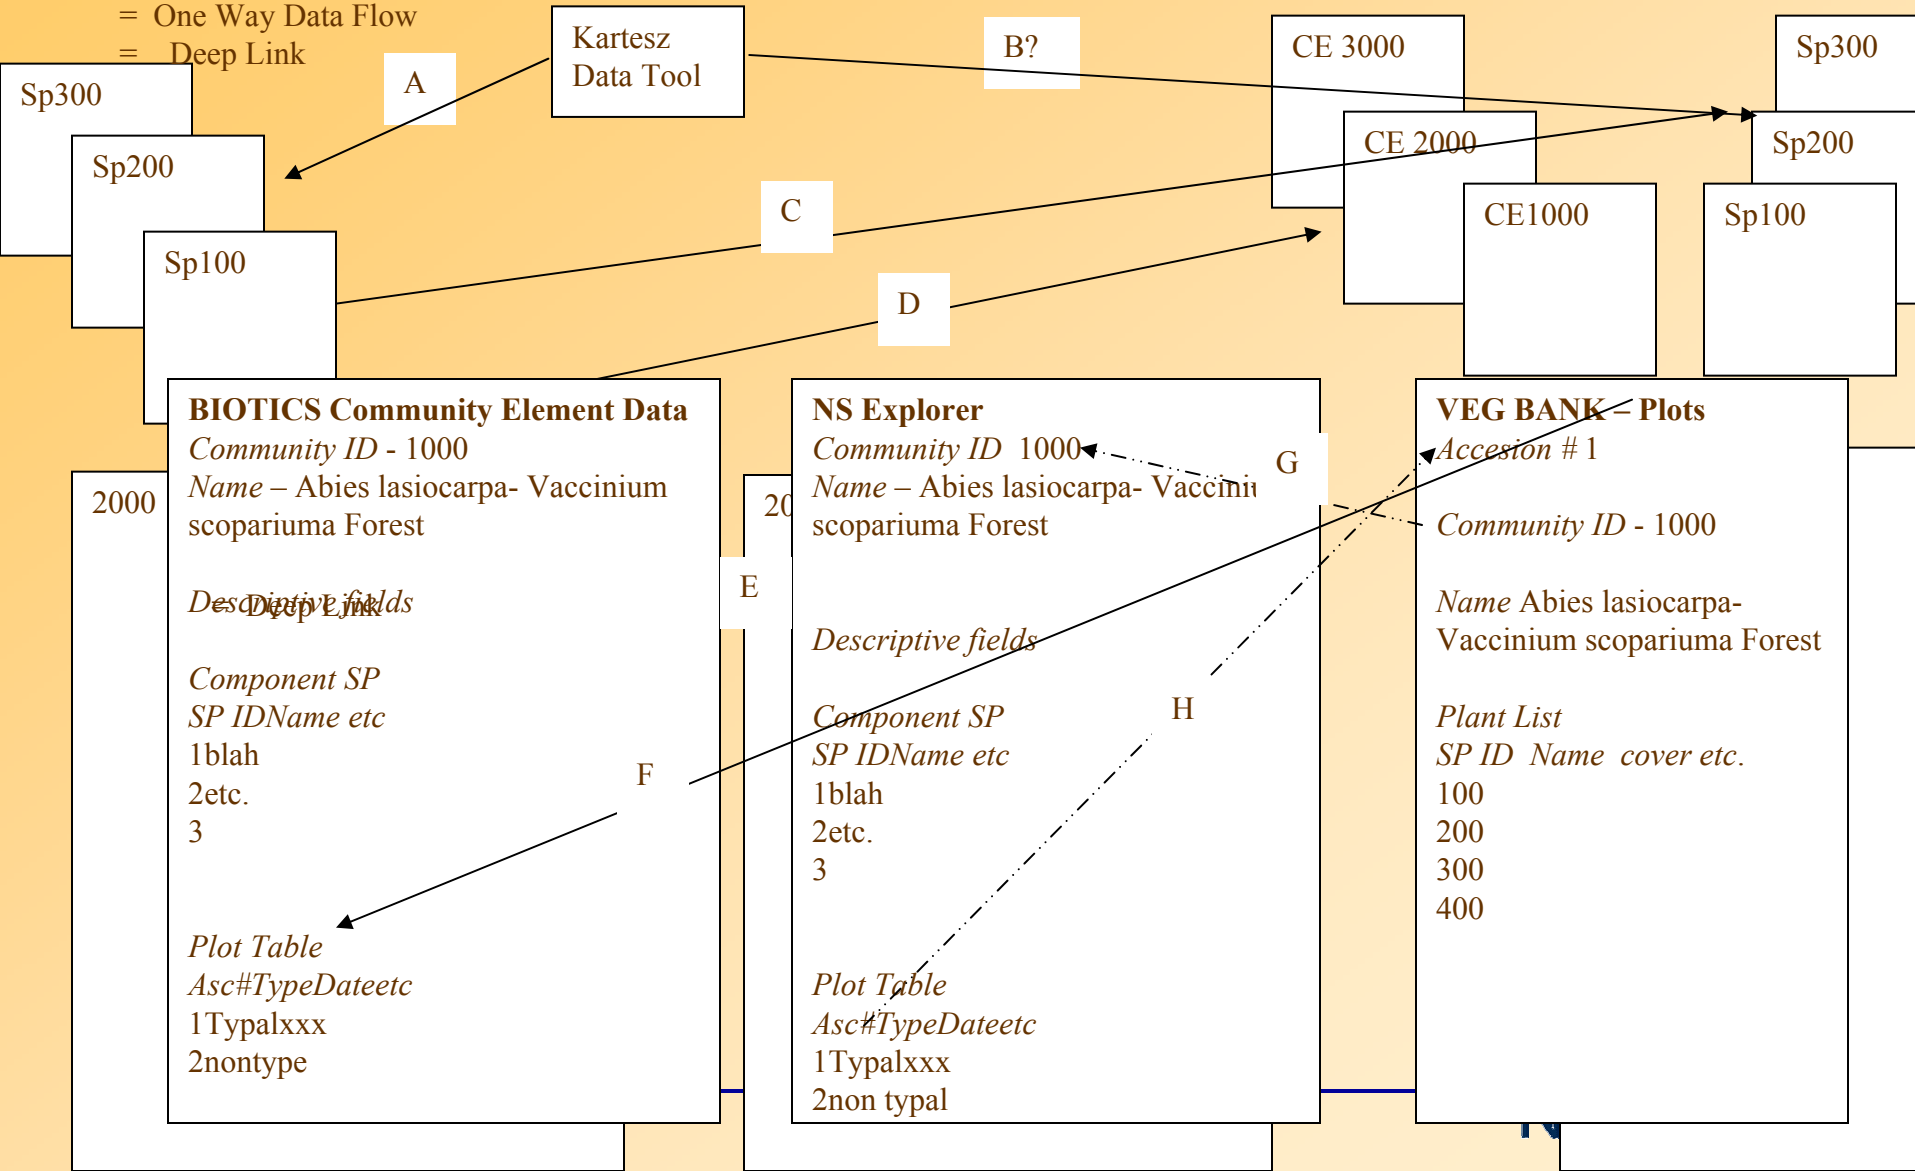 = One Way Data Flow
= Deep Link
Sp300
Sp200
Sp100
A
Kartesz
Data Tool
B?
C
D
CE 3000
CE 2000
CE1000
Sp300
Sp200
Sp100
2000
BIOTICS Community Element Data
Community ID - 1000
Name – Abies lasiocarpa- Vaccinium
scopariuma Forest
Descriptive fields
= Deep Link
Component SP
SP IDName etc
1blah
2etc.
3
Plot Table
Asc#TypeDateetc
1Typalxxx
2nontype
E
F
20
NS Explorer
Community ID 1000
Name – Abies lasiocarpa- Vacciniu
scopariuma Forest
Descriptive fields
Component SP
SP IDName etc
1blah
2etc.
3
Plot Table
Asc#TypeDateetc
1Typalxxx
2non typal
G
H
VEG BANK – Plots
Accesion # 1
Community ID - 1000
Name Abies lasiocarpa-
Vaccinium scopariuma Forest
Plant List
SP ID Name cover etc.
100
200
300
400